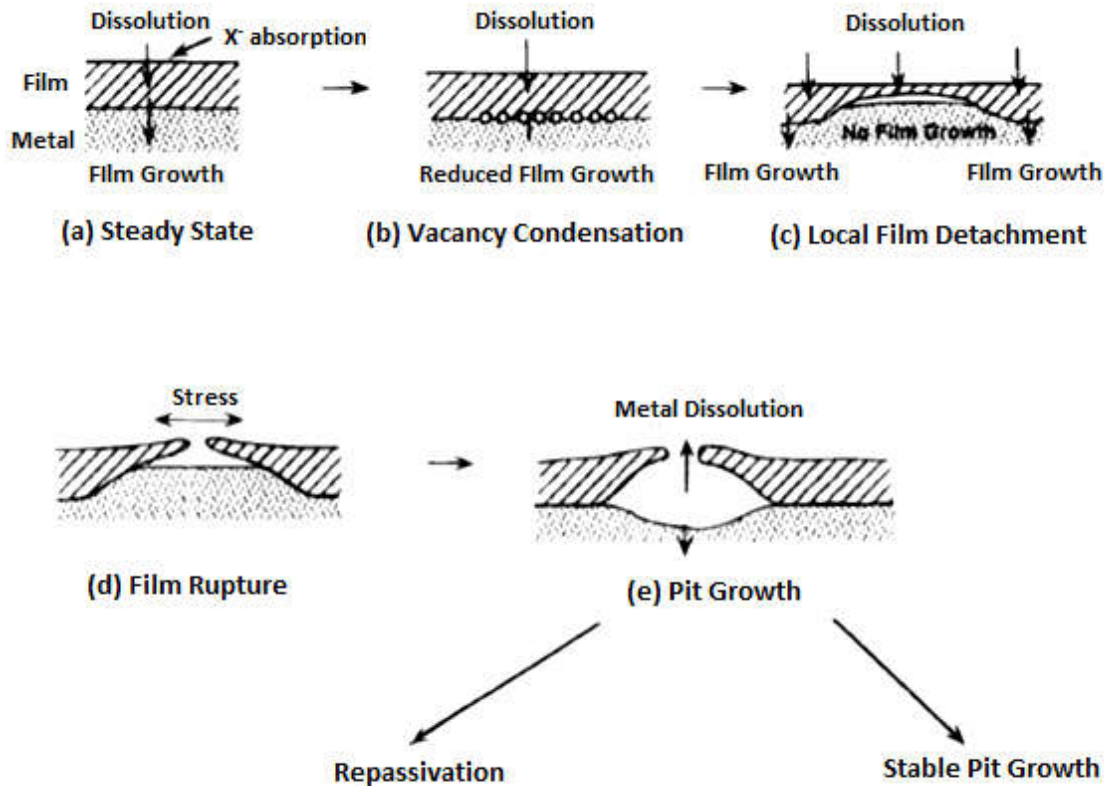 Dissolution
X- absorption
Film
Metal
FIlm Growth
(a) Steady State
Dissolution
Reduced FIlm Growth
(b) Vacancy Condensation
Dissolution
No Film Growth
FIlm Growth
FIlm Growth
(c) Local Film Detachment
Stress
(d) Film Rupture
Metal Dissolution
(e) Pit Growth
Repassivation
Stable Pit Growth